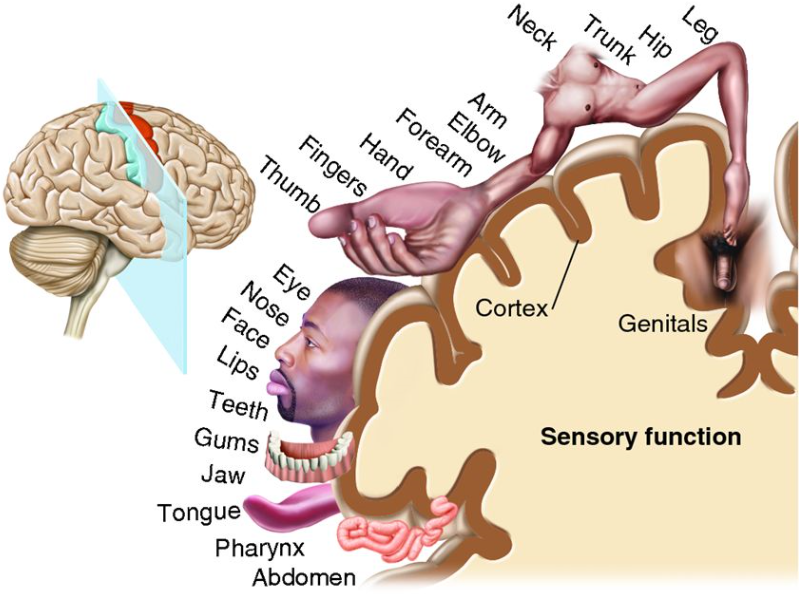 Neck
Trunk
Hip
Leg
Arm
Elbow
Forearm
Hand
Fingers
Thumb
Eye
Nose
Face
Lips
Teeth
Gums
Jaw
Tongue
Pharynx
Abdomen
Cortex
Genitals
Sensory function